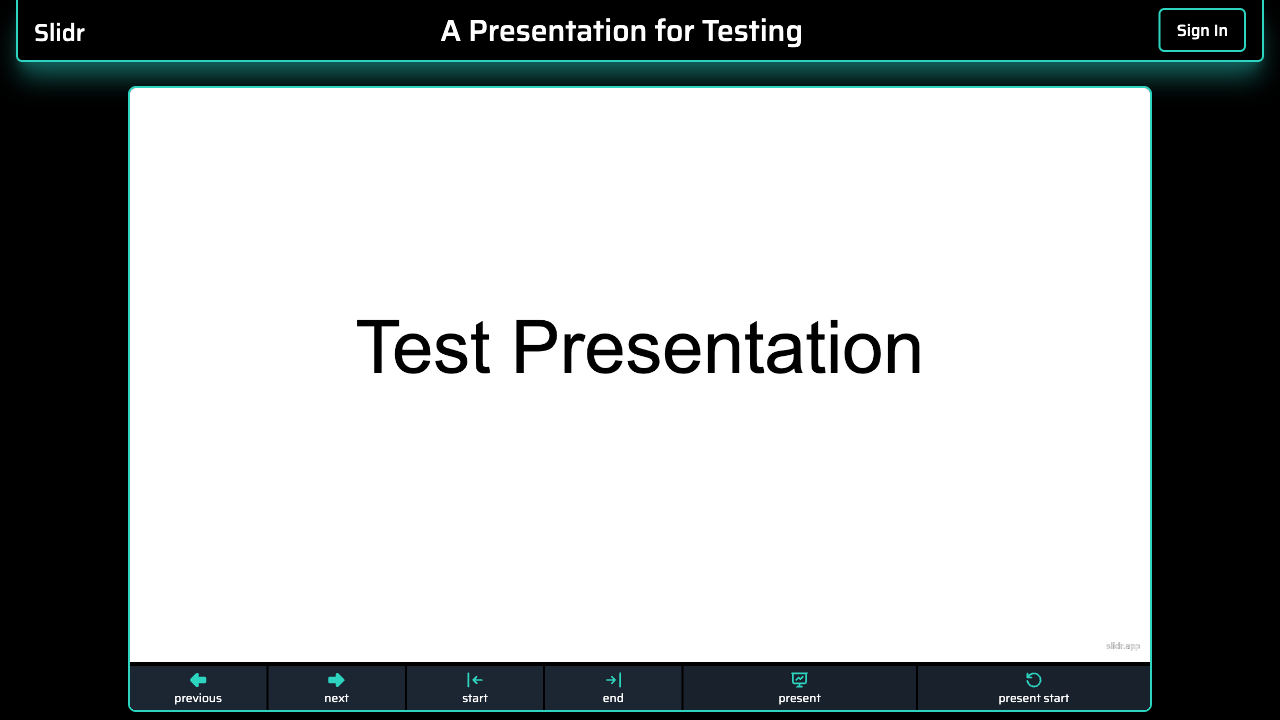 Slidr
A Presentation for Testing
Sign In
Test Presentation
slidr.app
previous
next
start
end
present
present start